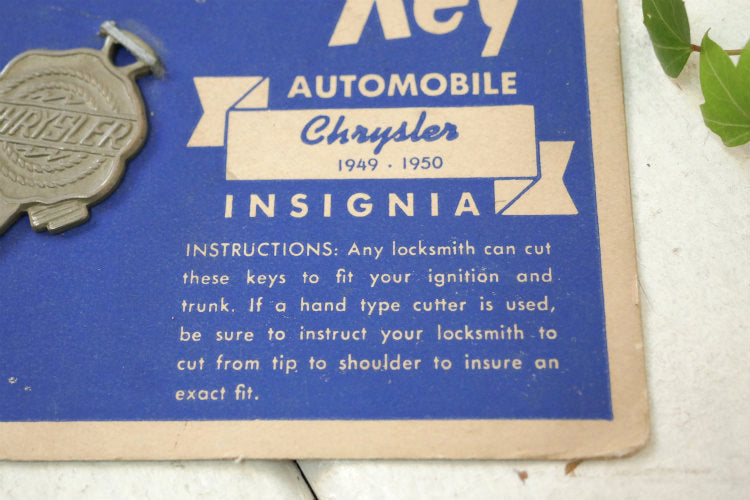 Key
AUTOMOBILE
Chrysler
1949 · 1950
INSIGNIA
INSTRUCTIONS: Any locksmith can cut
these keys to fit your ignition and
trunk. If a hand type cutter is used,
be sure to instruct your locksmith to
cut from tip to shoulder to insure an
exact fit.
CHRYSLER